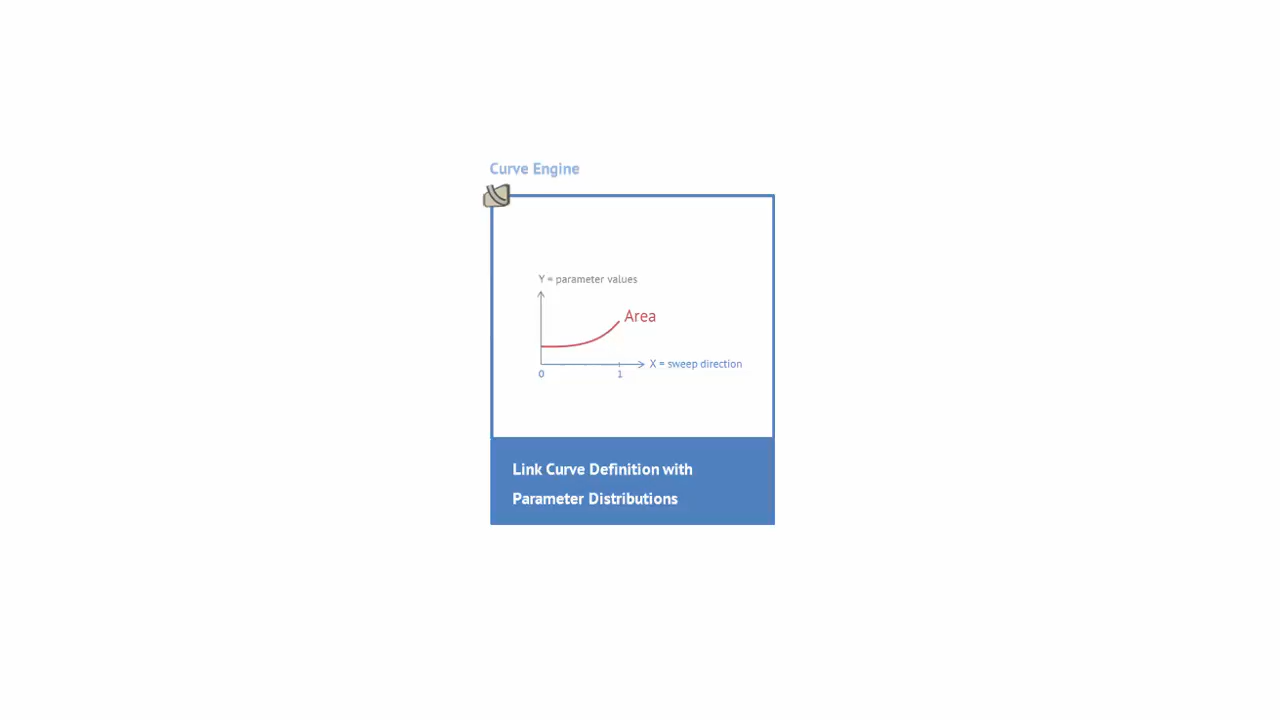 Curve Engine
Y = parameter values
Area
X = sweep direction
0 1
Link Curve Definition with
Parameter Distributions